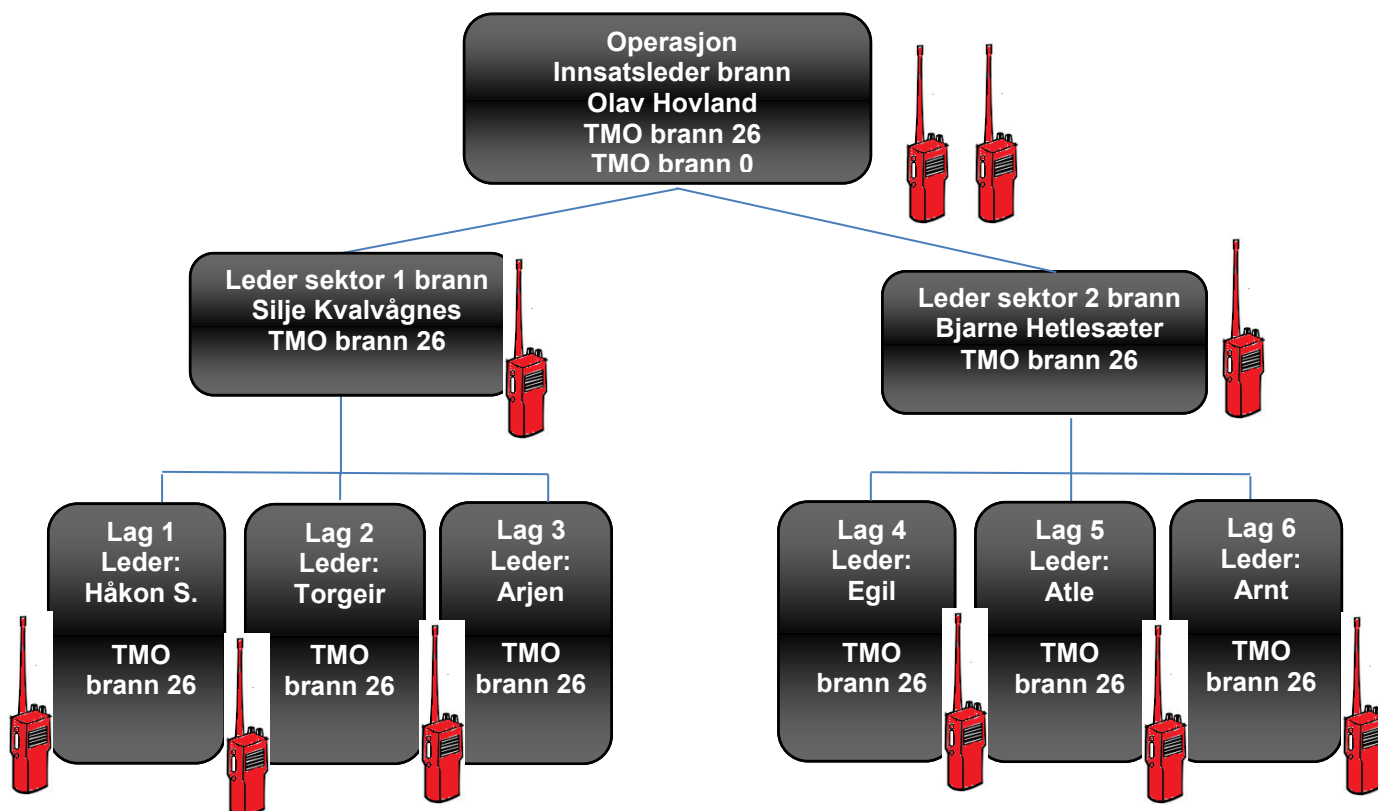 Operasjon
Innsatsleder brann
Olav Hovland
TMO brann 26
TMO brann 0
Leder sektor 1 brann
Silje Kvalvågnes
TMO brann 26
Leder sektor 2 brann
Bjarne Hetlesæter
TMO brann 26
Lag 1
Leder:
Håkon S.
TMO
brann 26
Lag 2
Leder:
Torgeir
TMO
brann 26
Lag 3
Leder:
Arjen
TMO
brann 26
Lag 4
Leder:
Egil
TMO
brann 26
Lag 5
Leder:
Atle
TMO
brann 26
Lag 6
Leder:
Arnt
TMO
brann 26